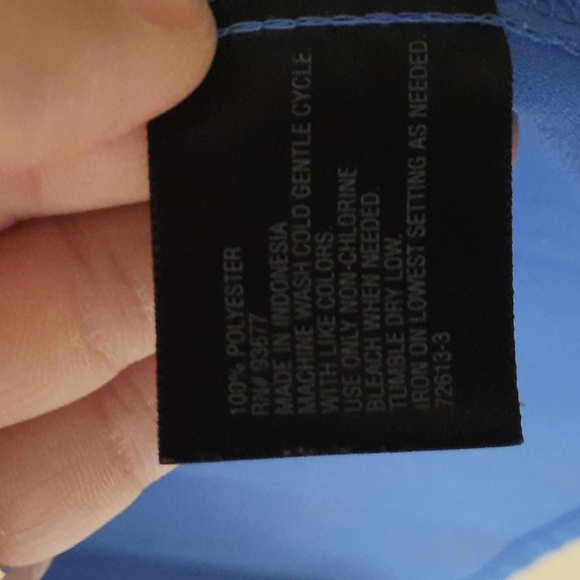 100% POLYESTER
RN# 93677
MADE IN INDONESIA
MACHINE WASH COLD GENTLE CYCLE
WITH LIKE COLORS.
USE ONLY NON-CHLORINE
BLEACH WHEN NEEDED.
TUMBLE DRY LOW.
IRON ON LOWEST SETTING AS NEEDED.
72613-3